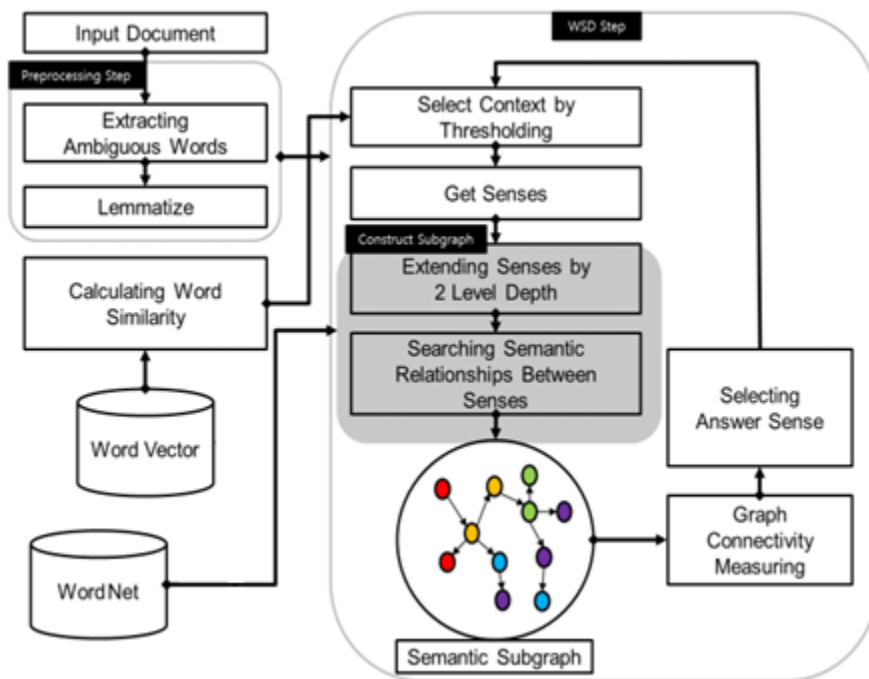 Input Document
Preprocessing Step
Extracting
Ambiguous Words
Lemmatize
Calculating Word
Similarity
Word Vector
WordNet
WSD Step
Select Context by
Thresholding
Get Senses
Construct Subgraph
Extending Senses by
2 Level Depth
Searching Semantic
Relationships Between
Senses
Semantic Subgraph
Selecting
Answer Sense
Graph
Connectivity
Measuring